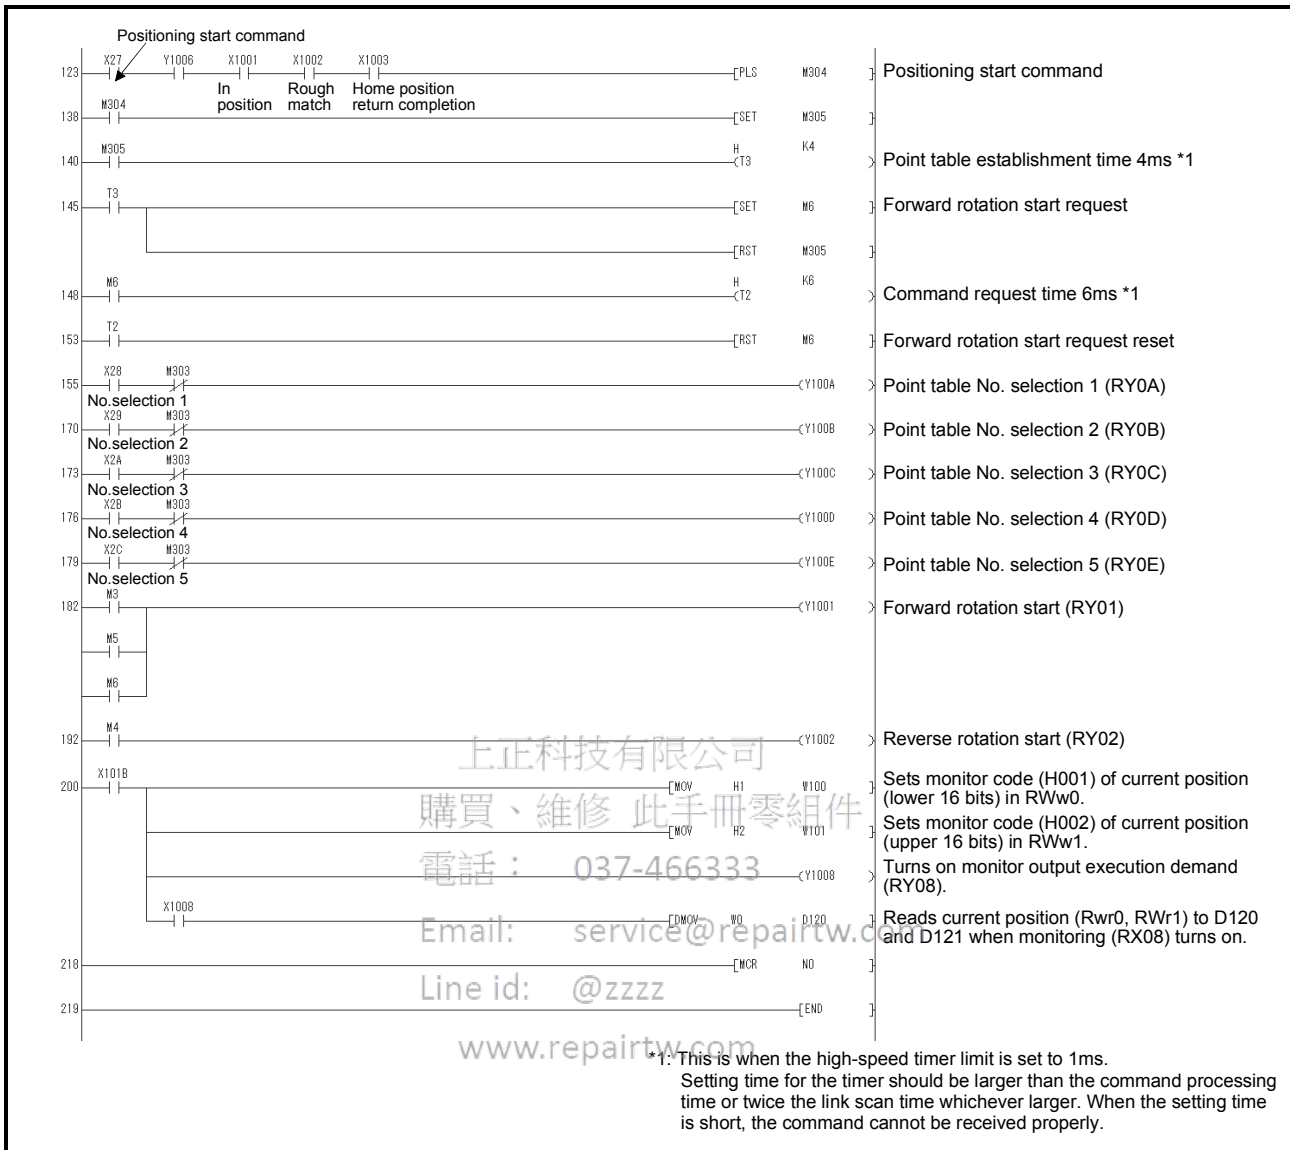 Positioning start command
X27 Y1006 X1001 X1002 X1003
123 [PLS M304 ] Positioning start command
In position Rough match Home position return completion
M304
138 [SET M305 ]
M305 H K4
140 (T3 ) Point table establishment time 4ms *1
T3
145 [SET M6 ] Forward rotation start request
[RST M305 ]
M6 H K6
148 (T2 ) Command request time 6ms *1
T2
153 [RST M6 ] Forward rotation start request reset
X28 M303
155 (Y100A ) Point table No. selection 1 (RY0A)
No.selection 1
X29 M303
170 (Y100B ) Point table No. selection 2 (RY0B)
No.selection 2
X2A M303
173 (Y100C ) Point table No. selection 3 (RY0C)
No.selection 3
X2B M303
176 (Y100D ) Point table No. selection 4 (RY0D)
No.selection 4
X2C M303
179 (Y100E ) Point table No. selection 5 (RY0E)
No.selection 5
M3
182 (Y1001 ) Forward rotation start (RY01)
M5
M6
M4
192 (Y1002 ) Reverse rotation start (RY02)
上正科技有限公司
X101B
200 [MOV H1 W100 ] Sets monitor code (H001) of current position
(lower 16 bits) in RWw0.
購買、維修 此手冊零組件
[MOV H2 W101 ] Sets monitor code (H002) of current position
(upper 16 bits) in RWw1.
電話： 037-466333
(Y1008 ) Turns on monitor output execution demand
(RY08).
X1008
[DMOV W0 D120 ] Reads current position (Rwr0, RWr1) to D120
and D121 when monitoring (RX08) turns on.
Email: service@repairtw.com
218 [MCR N0 ]
Line id: @zzzz
219 [END ]
www.repairtw.com
*1: This is when the high-speed timer limit is set to 1ms.
Setting time for the timer should be larger than the command processing
time or twice the link scan time whichever larger. When the setting time
is short, the command cannot be received properly.